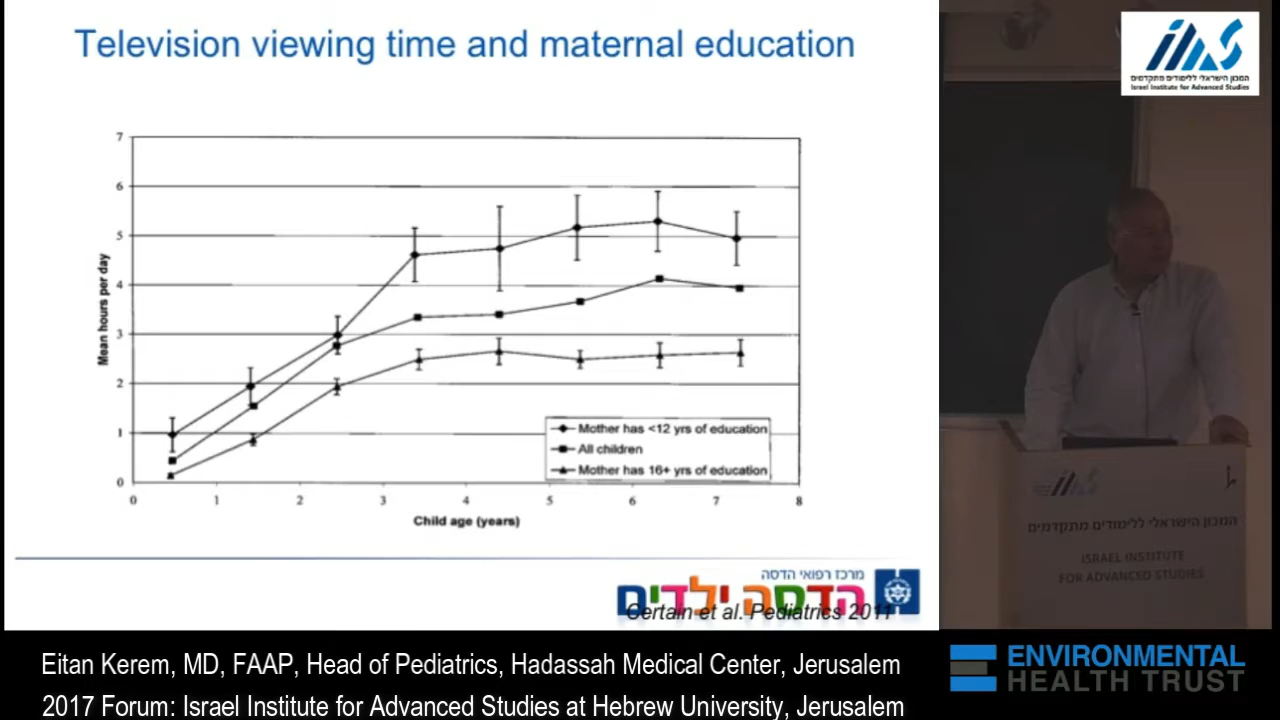 Television viewing time and maternal education
7
6
5
4
3
2
1
0
Mean hours per day
Mother has <12 yrs of education
All children
Mother has 16+ yrs of education
0 1 2 3 4 5 6 7 8
Child age (years)
מרכז רפואי הדסה
הדסה ילדים
Certain et al. Pediatrics 2011
המכון הישראלי ללימודים מתקדמים
Israel Institute for Advanced Studies
המכון הישראלי ללימודים מתקדמים
ISRAEL INSTITUTE
FOR ADVANCED STUDIES
Eitan Kerem, MD, FAAP, Head of Pediatrics, Hadassah Medical Center, Jerusalem
2017 Forum: Israel Institute for Advanced Studies at Hebrew University, Jerusalem
ENVIRONMENTAL
HEALTH TRUST